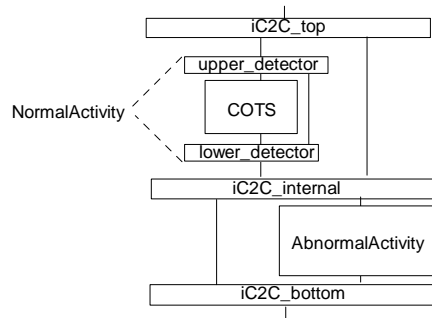 iC2C_top
upper_detector
NormalActivity
COTS
lower_detector
iC2C_internal
AbnormalActivity
iC2C_bottom